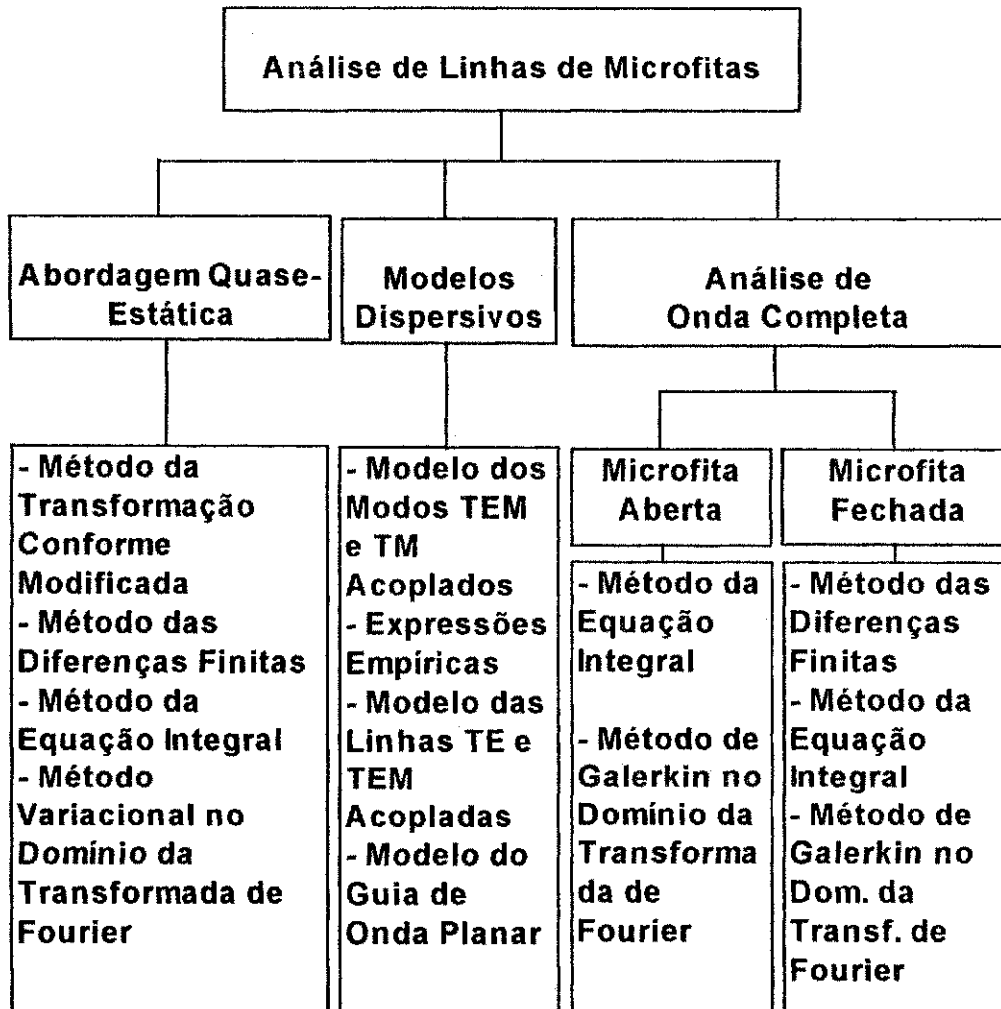 Análise de Linhas de Microfitas
Abordagem Quase-
Estática
Modelos
Dispersivos
Análise de
Onda Completa
- Método da
Transformação
Conforme
Modificada
- Método das
Diferenças Finitas
- Método da
Equação Integral
- Método
Variacional no
Domínio da
Transformada de
Fourier
- Modelo dos
Modos TEM
e TM
Acoplados
- Expressões
Empíricas
- Modelo das
Linhas TE e
TEM
Acopladas
- Modelo do
Guia de
Onda Planar
Microfita
Aberta
- Método da
Equação
Integral
- Método de
Galerkin no
Domínio da
Transforma
da de
Fourier
Microfita
Fechada
- Método das
Diferenças
Finitas
- Método da
Equação
Integral
- Método de
Galerkin no
Dom. da
Transf. de
Fourier